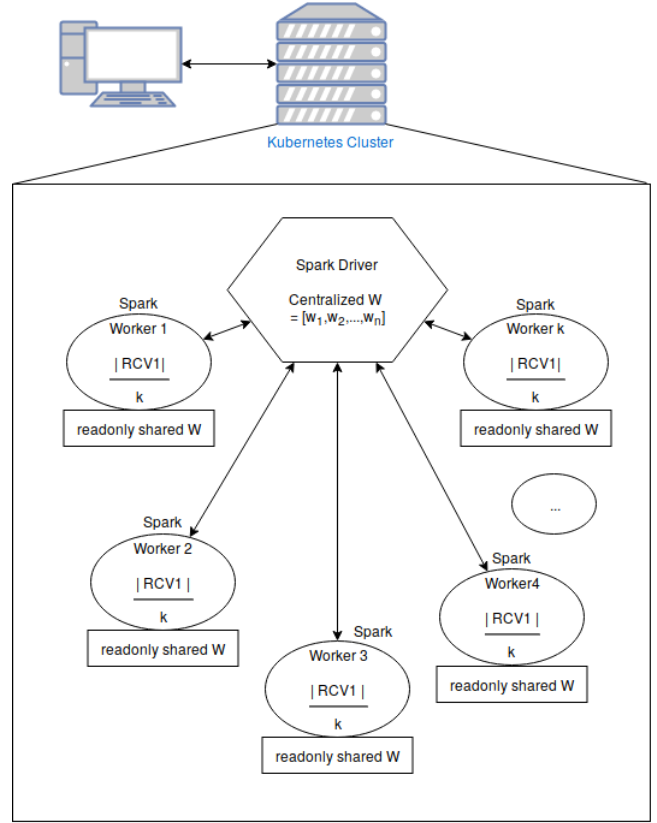 Kubernetes Cluster
Spark Driver
Centralized W
= [w₁,w₂,...,wₙ]
Spark
Worker 1
| RCV1|
k
readonly shared W
Spark
Worker k
| RCV1|
k
readonly shared W
...
Spark
Worker 2
| RCV1 |
k
readonly shared W
Spark
Worker4
| RCV1 |
k
readonly shared W
Spark
Worker 3
| RCV1 |
k
readonly shared W